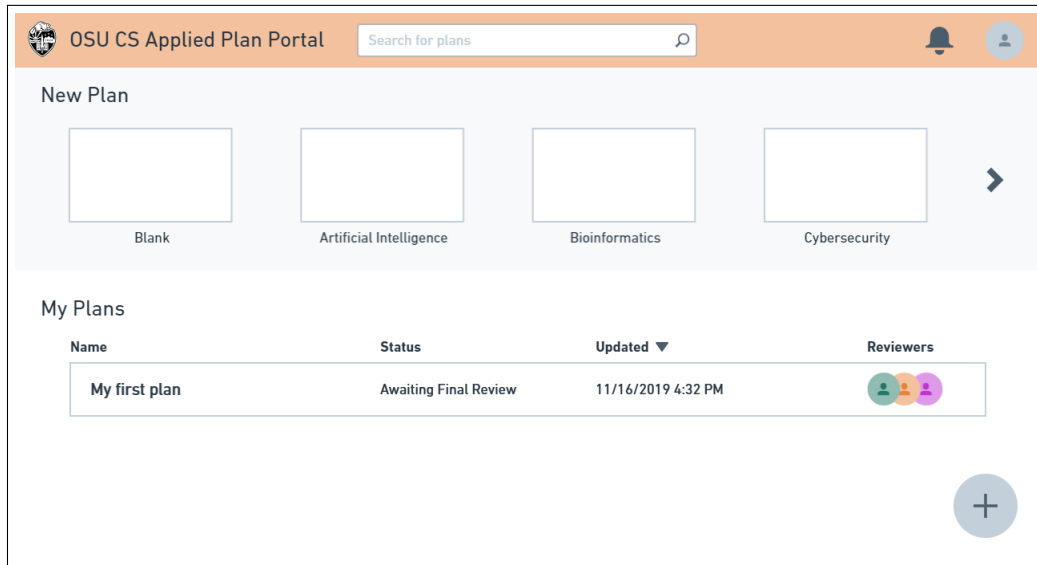 OSU CS Applied Plan Portal Search for plans
New Plan
Blank Artificial Intelligence Bioinformatics Cybersecurity
My Plans
Name Status Updated Reviewers
My first plan Awaiting Final Review 11/16/2019 4:32 PM